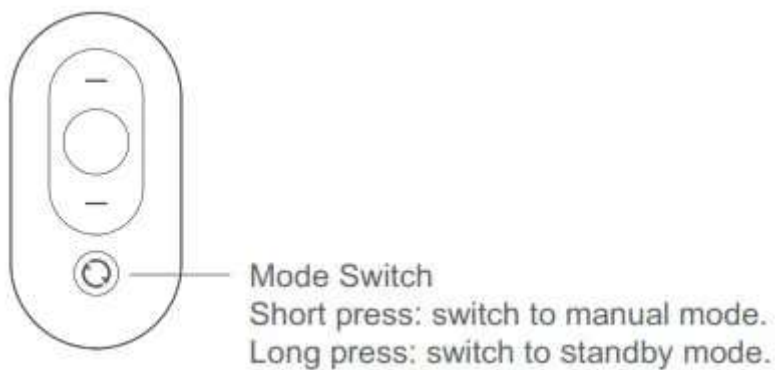 Mode Switch
Short press: switch to manual mode.
Long press: switch to standby mode.